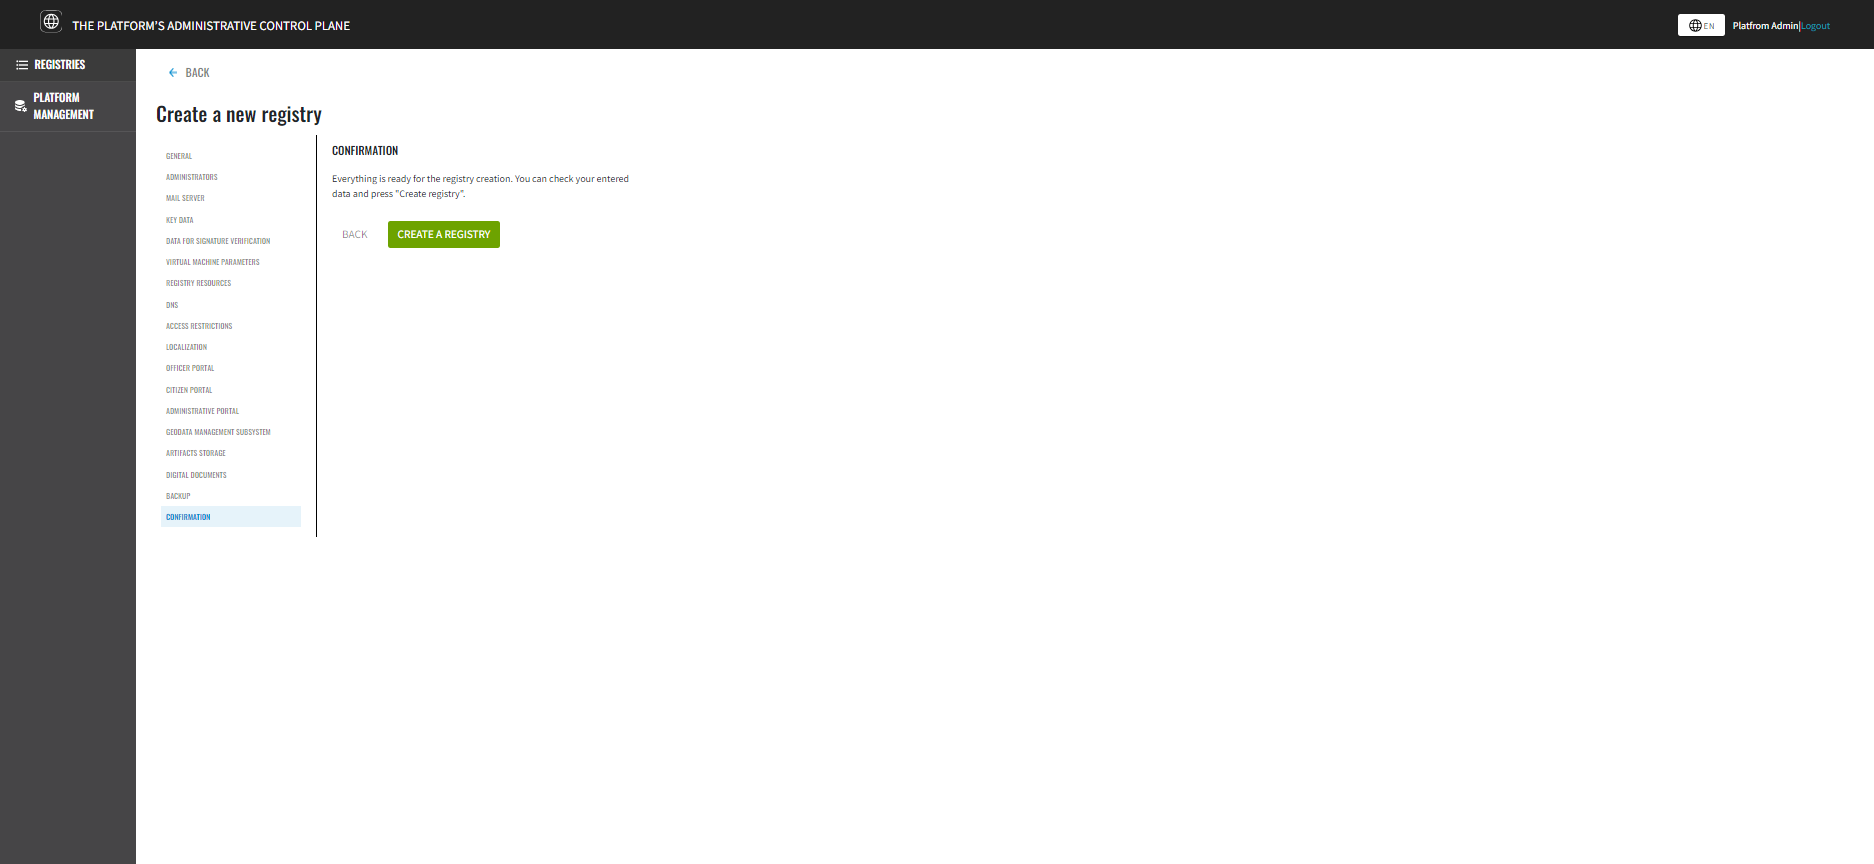 THE PLATFORM'S ADMINISTRATIVE CONTROL PLANE
EN
Platfrom Admin|Logout
REGISTRIES
PLATFORM
MANAGEMENT
BACK
Create a new registry
GENERAL
ADMINISTRATORS
MAIL SERVER
KEY DATA
DATA FOR SIGNATURE VERIFICATION
VIRTUAL MACHINE PARAMETERS
REGISTRY RESOURCES
DNS
ACCESS RESTRICTIONS
LOCALIZATION
OFFICER PORTAL
CITIZEN PORTAL
ADMINISTRATIVE PORTAL
GEODATA MANAGEMENT SUBSYSTEM
ARTIFACTS STORAGE
DIGITAL DOCUMENTS
BACKUP
CONFIRMATION
CONFIRMATION
Everything is ready for the registry creation. You can check your entered
data and press "Create registry".
BACK
CREATE A REGISTRY